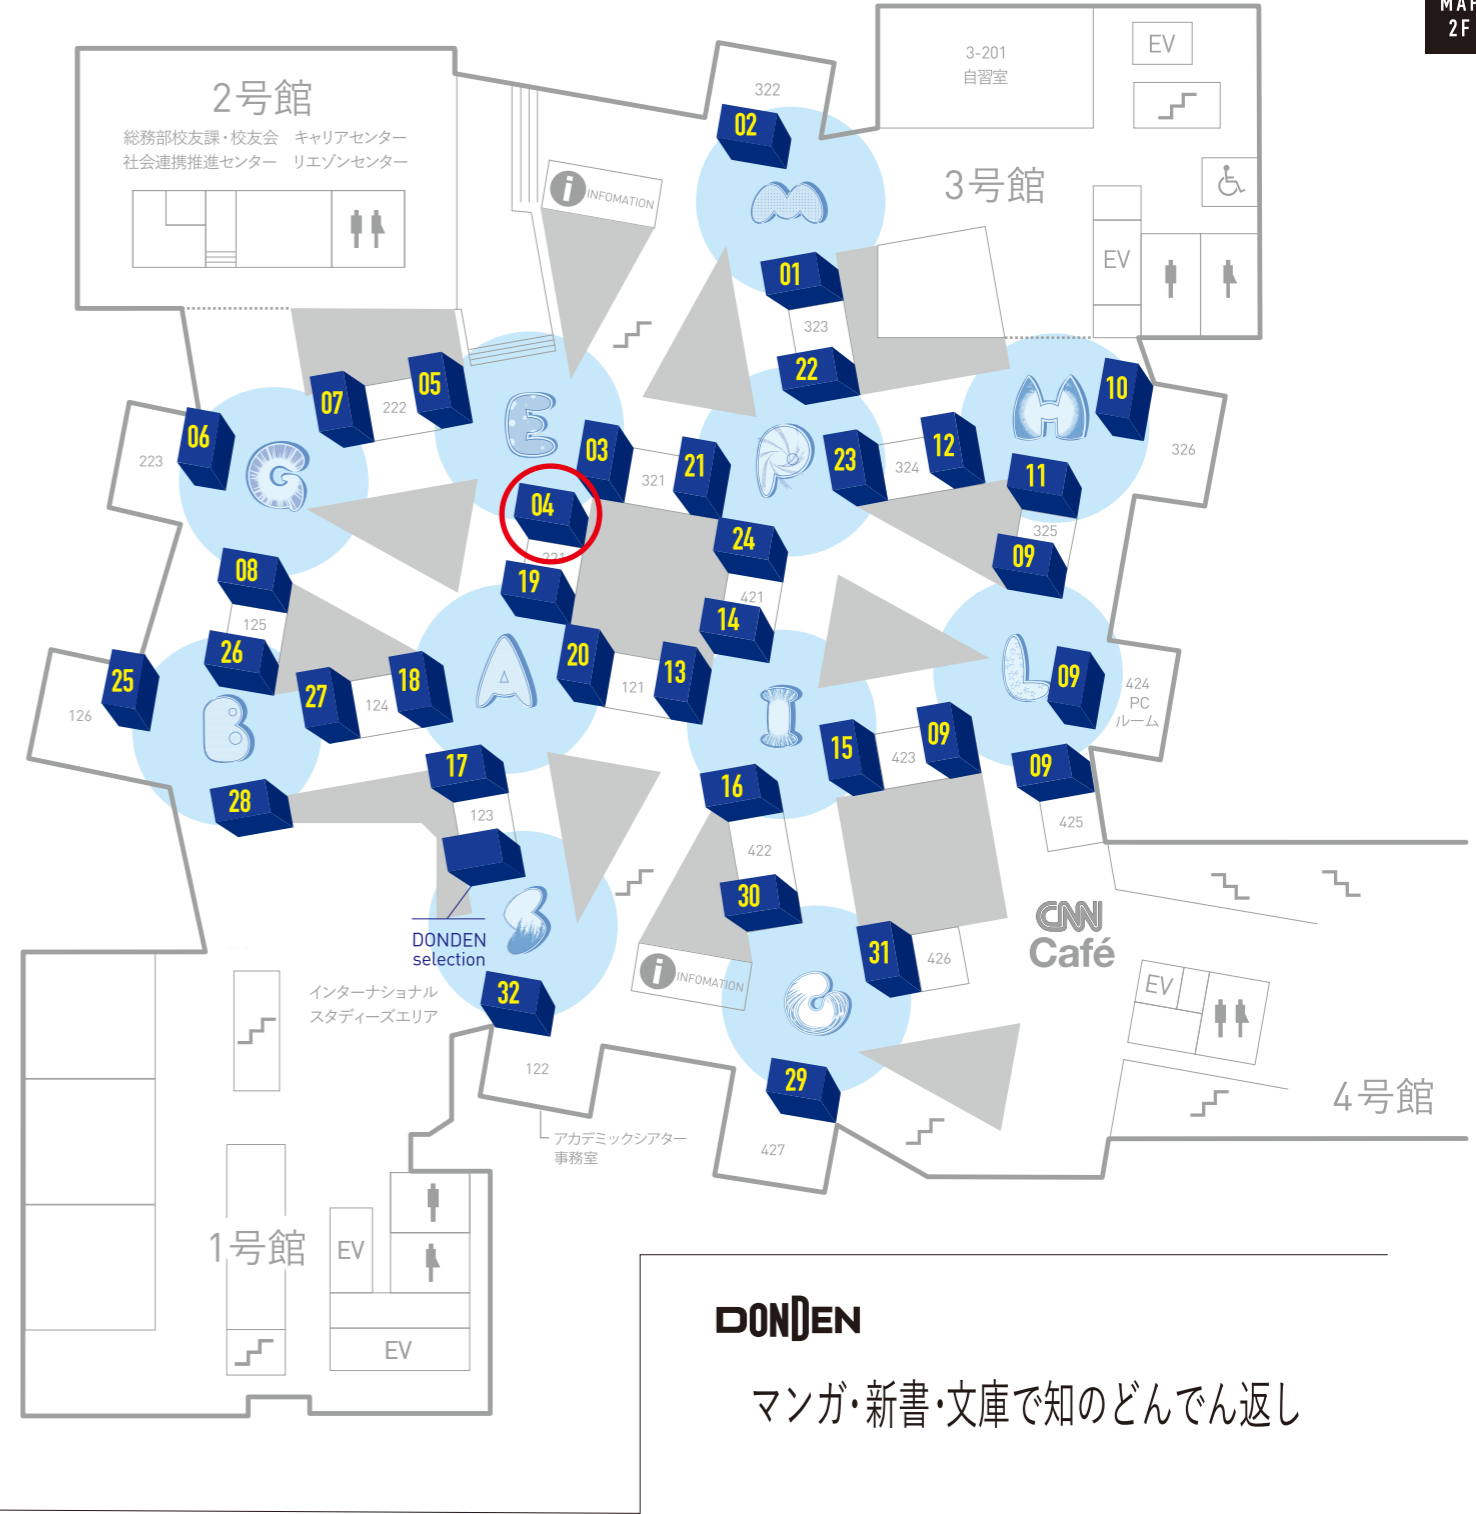 MAP
2F
2号館
総務部校友課・校友会 キャリアセンター
社会連携推進センター リエゾンセンター
3-201
自習室
EV
3号館
EV
322
02
M
INFOMATION
01
323
22
07
222
05
E
06
223
G
03
321
21
P
23
324
12
H
10
326
11
325
09
04
221
19
24
421
14
08
125
26
25
126
B
27
124
18
A
20
121
13
I
L
09
424
PC
ルーム
15
423
09
09
425
28
17
123
16
422
30
DONDEN
selection
S
32
INFOMATION
31
426
G
29
427
CNN
Café
EV
4号館
インターナショナル
スタディーズエリア
122
アカデミックシアター
事務室
1号館
EV
EV
DONDEN
マンガ・新書・文庫で知のどんでん返し